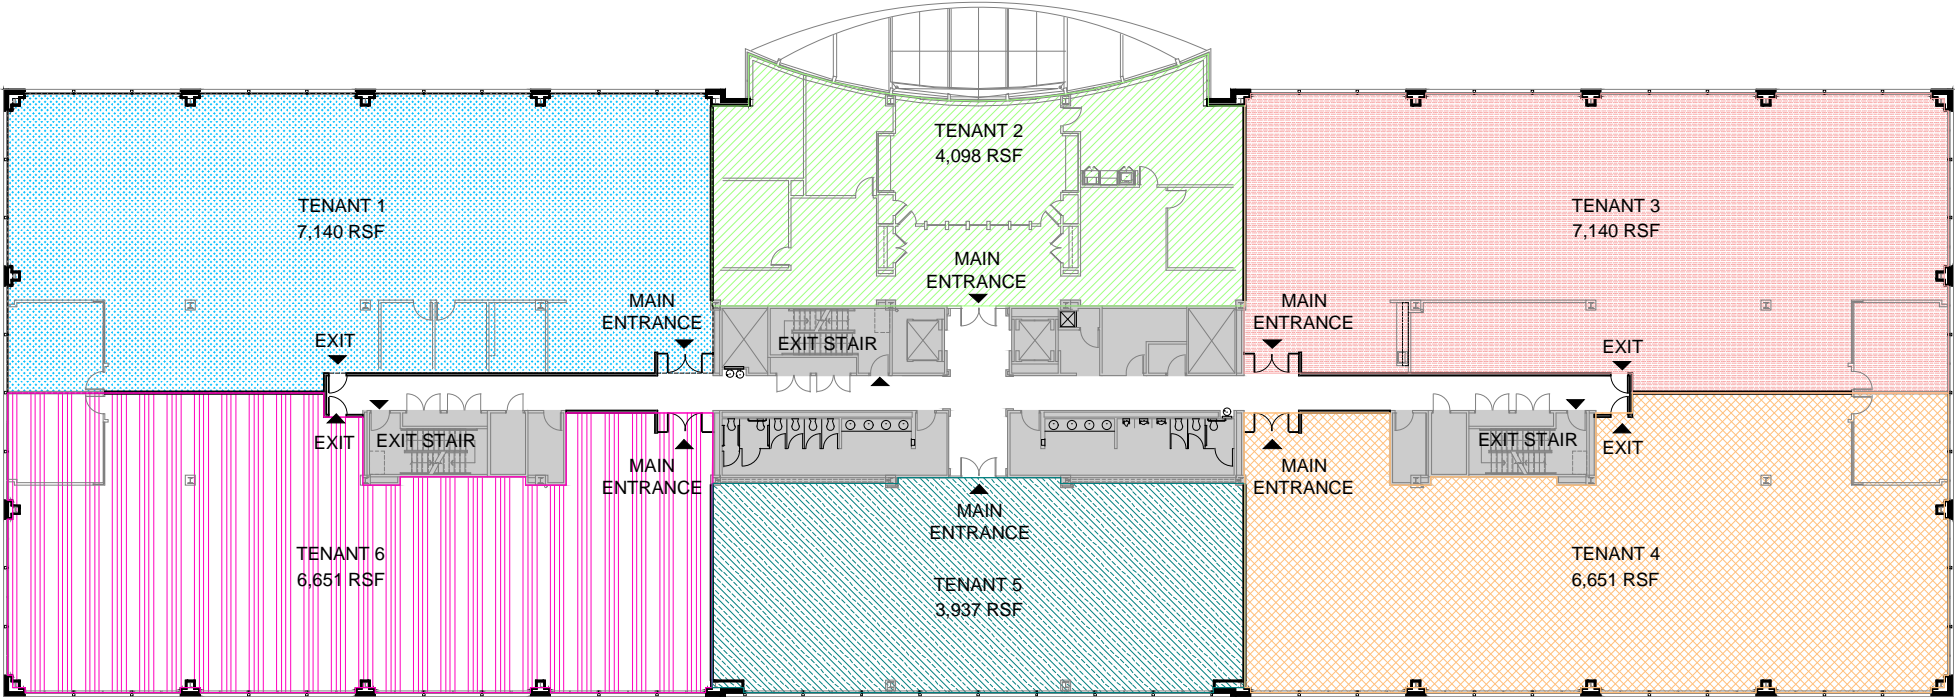 TENANT 2
4,098 RSF
TENANT 1
7,140 RSF
TENANT 3
7,140 RSF
MAIN
ENTRANCE
MAIN
ENTRANCE
MAIN
ENTRANCE
EXIT
EXIT STAIR
EXIT
EXIT
EXIT STAIR
EXIT STAIR
EXIT
MAIN
ENTRANCE
MAIN
ENTRANCE
MAIN
ENTRANCE
TENANT 6
6,651 RSF
TENANT 5
3,937 RSF
TENANT 4
6,651 RSF